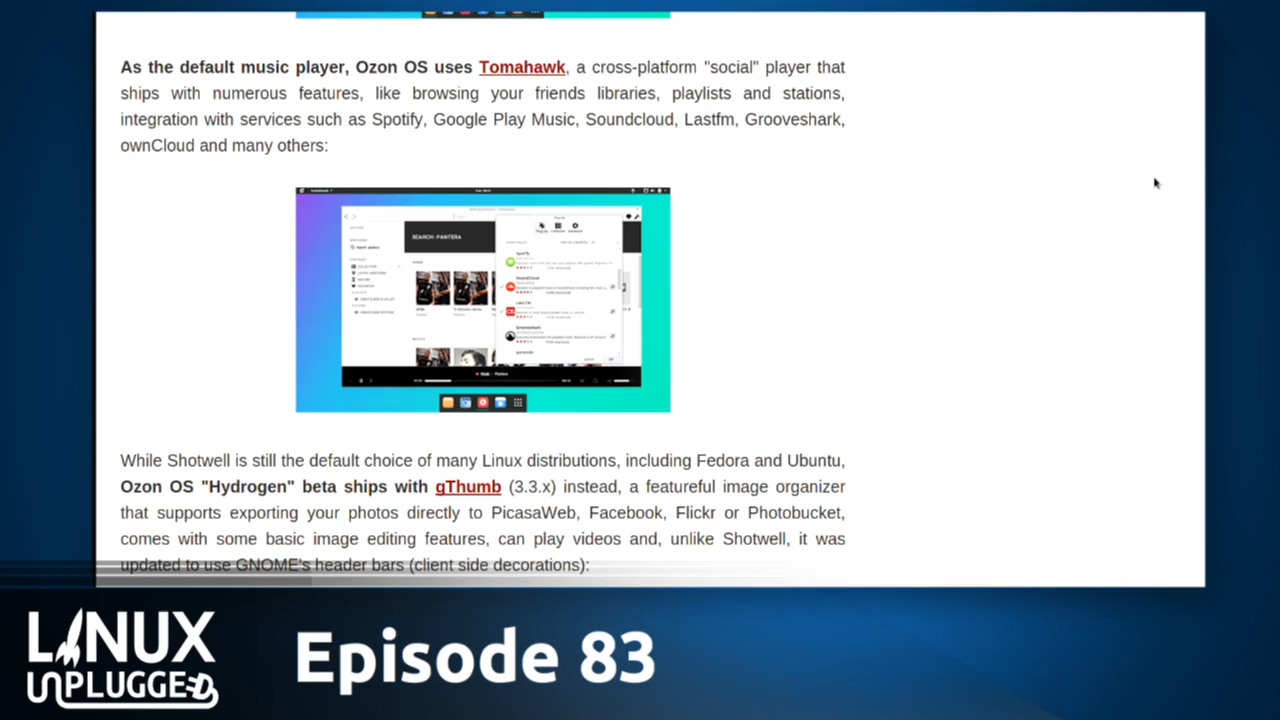 As the default music player, Ozon OS uses Tomahawk, a cross-platform "social" player that
ships with numerous features, like browsing your friends libraries, playlists and stations,
integration with services such as Spotify, Google Play Music, Soundcloud, Lastfm, Grooveshark,
ownCloud and many others:
SEARCH: PANTERA
Spotify
SoundCloud
Last.fm
Grooveshark
While Shotwell is still the default choice of many Linux distributions, including Fedora and Ubuntu,
Ozon OS "Hydrogen" beta ships with gThumb (3.3.x) instead, a featureful image organizer
that supports exporting your photos directly to PicasaWeb, Facebook, Flickr or Photobucket,
comes with some basic image editing features, can play videos and, unlike Shotwell, it was
updated to use GNOME's header bars (client side decorations):
LINUX
UNPLUGGED
Episode 83